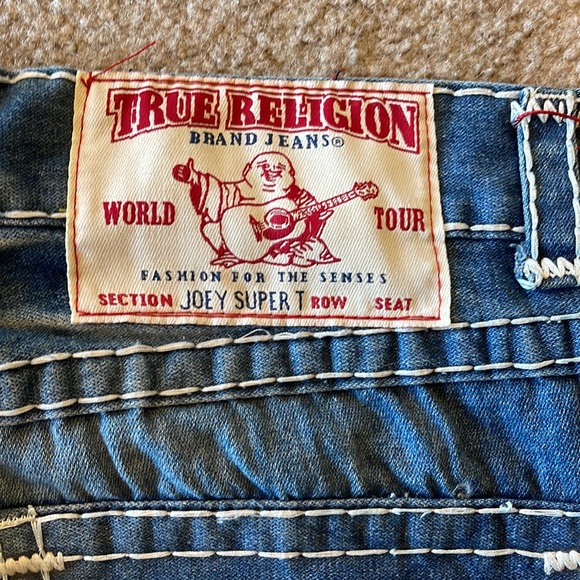 TRUE RELIGION
BRAND JEANS®
WORLD TOUR
FASHION FOR THE SENSES
SECTION JOEY SUPER T ROW SEAT